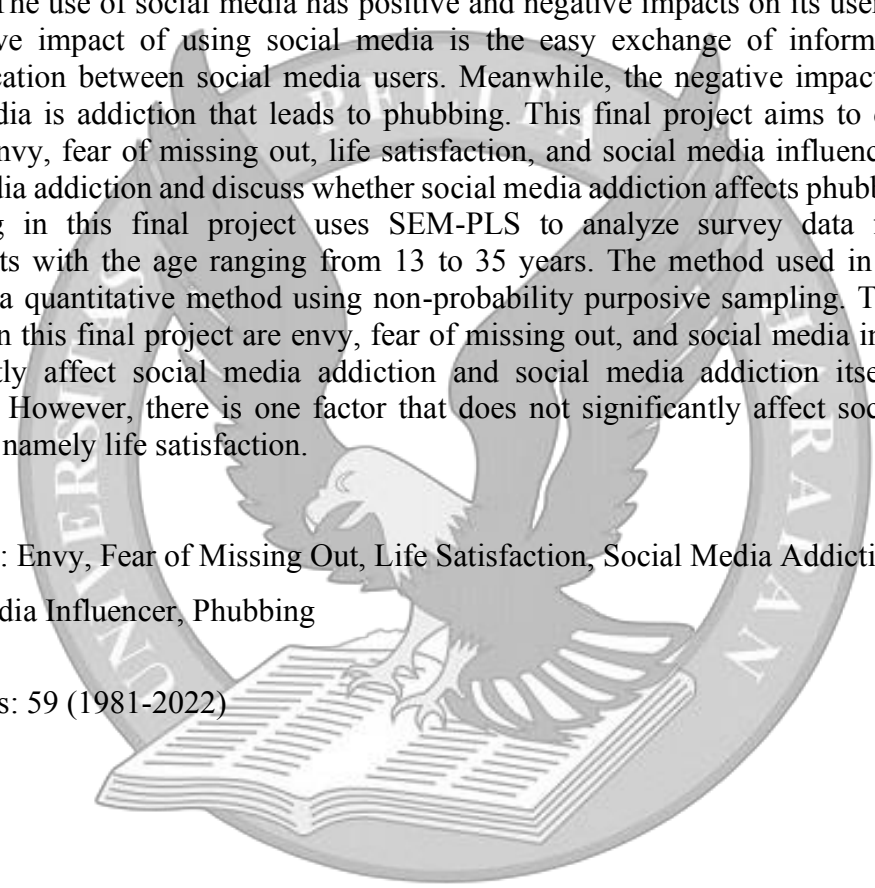 The use of social media has positive and negative impacts on its user
ve impact of using social media is the easy exchange of inform
cation between social media users. Meanwhile, the negative impact
dia is addiction that leads to phubbing. This final project aims to
nvy, fear of missing out, life satisfaction, and social media influenc
dia addiction and discuss whether social media addiction affects phubb
g in this final project uses SEM-PLS to analyze survey data f
ts with the age ranging from 13 to 35 years. The method used in
a quantitative method using non-probability purposive sampling. T
n this final project are envy, fear of missing out, and social media in
tly affect social media addiction and social media addiction itse
However, there is one factor that does not significantly affect soc
namely life satisfaction.
: Envy, Fear of Missing Out, Life Satisfaction, Social Media Addicti
dia Influencer, Phubbing
s: 59 (1981-2022)
UNIVERSITAS PELITA HARAPAN